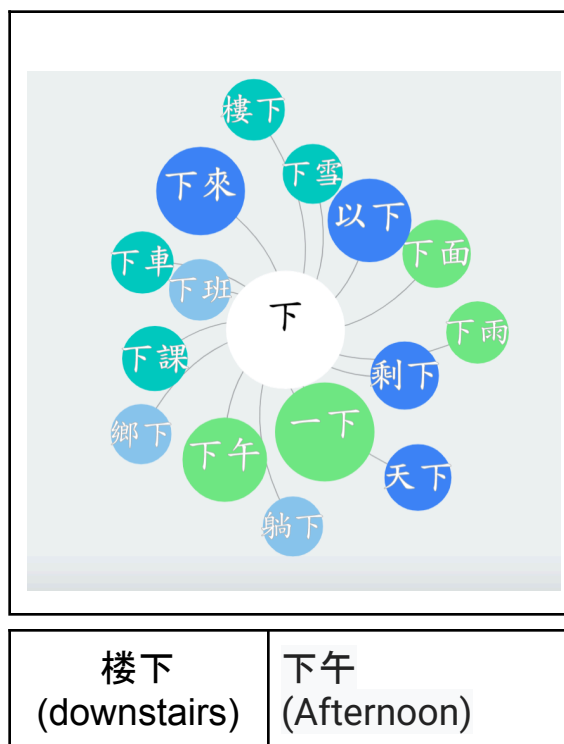 樓下
下雪
下來
以下
下面
下車
下班
下
下雨
下課
剩下
鄉下
下午
一下
天下
躺下
楼下
(downstairs)
下午
(Afternoon)